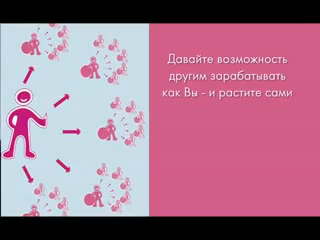 Давайте возможность
другим зарабатывать
как Вы - и растите сами